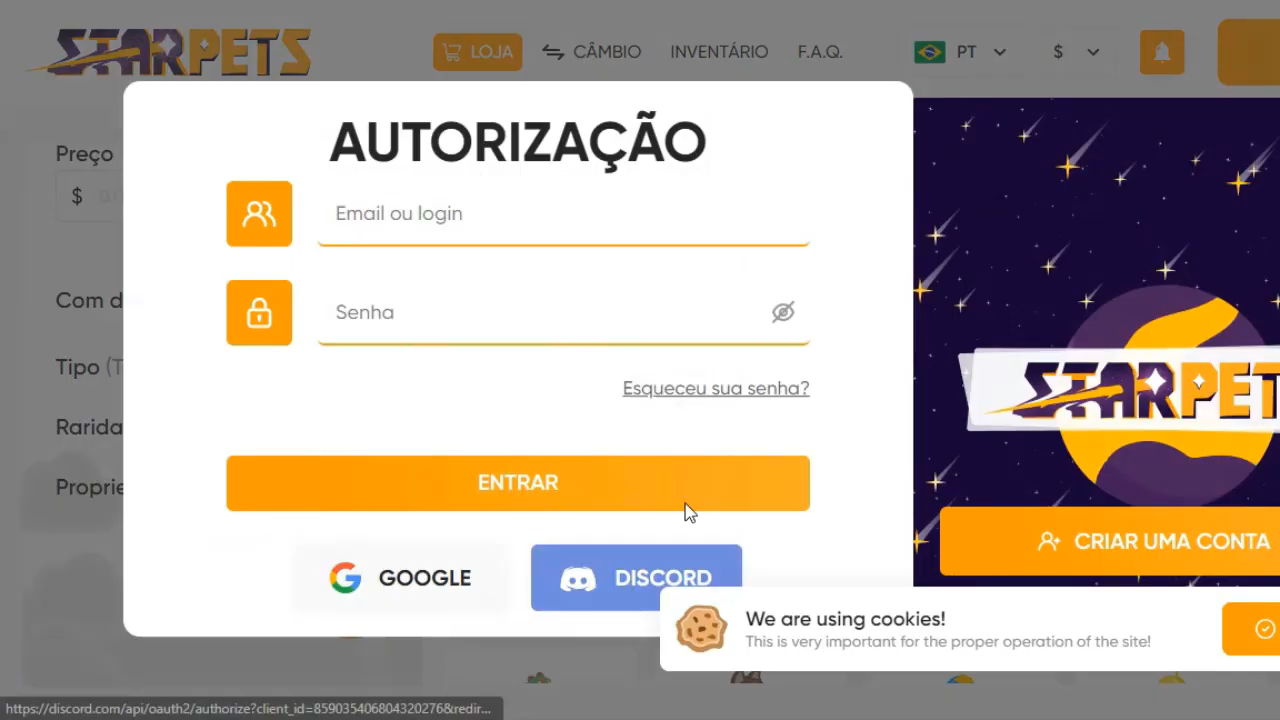 STARPETS
LOJA
CÂMBIO
INVENTÁRIO
F.A.Q.
PT
$
AUTORIZAÇÃO
Preço
$
Email ou login
Com d
Senha
Tipo (T
Esqueceu sua senha?
Rarida
STARPET
Proprie
ENTRAR
CRIAR UMA CONTA
GOOGLE
DISCORD
We are using cookies!
This is very important for the proper operation of the site!
https://discord.com/api/oauth2/authorize?client_id=859035406804320276&redir...